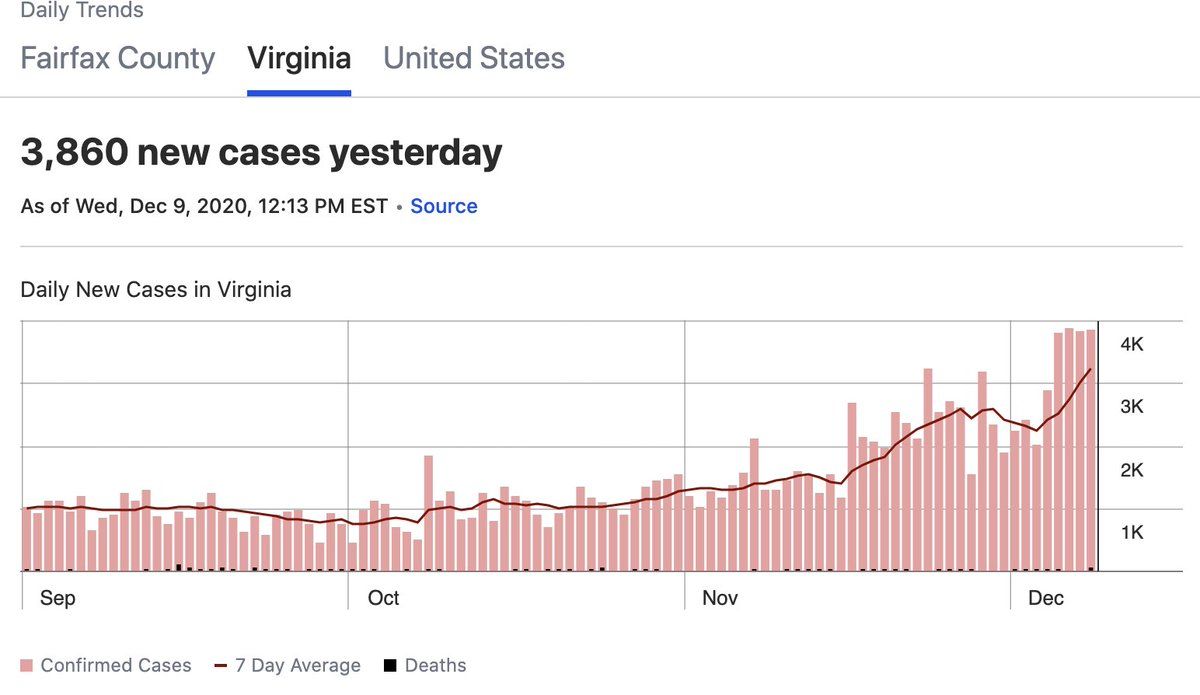 Daily Trends
Fairfax County Virginia United States
3,860 new cases yesterday
As of Wed, Dec 9, 2020, 12:13 PM EST • Source
Daily New Cases in Virginia
4K
3K
2K
1K
Sep Oct Nov Dec
Confirmed Cases 7 Day Average Deaths